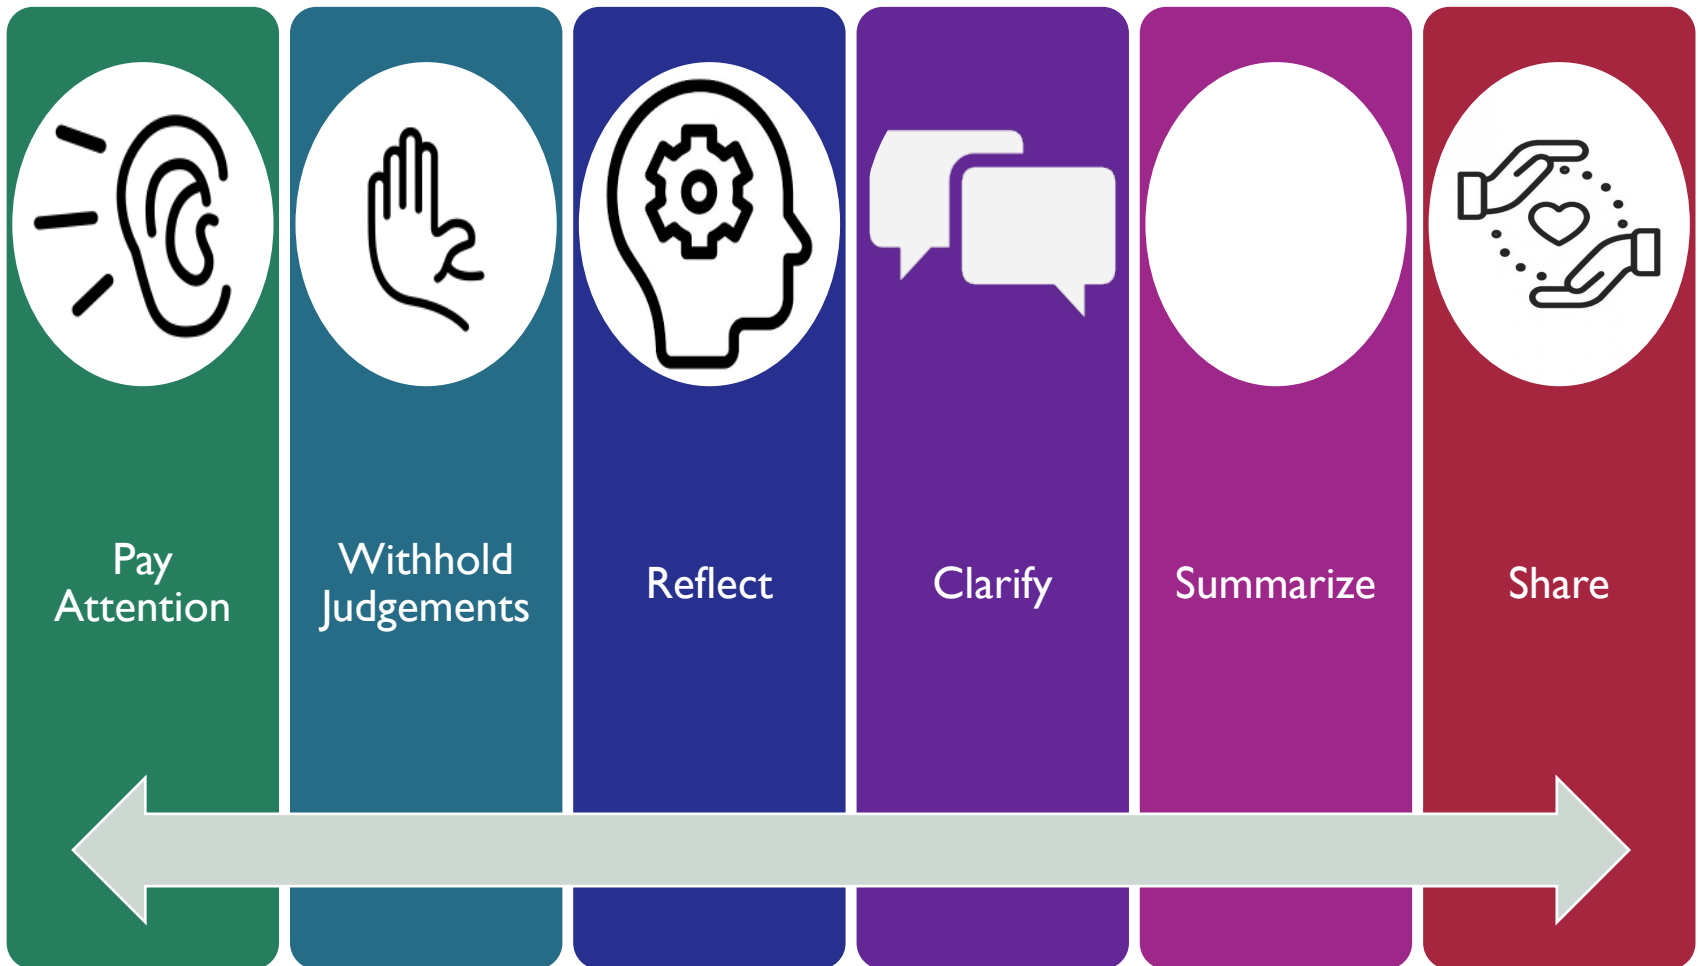 Pay
Attention
Withhold
Judgements
Reflect
Clarify
Summarize
Share